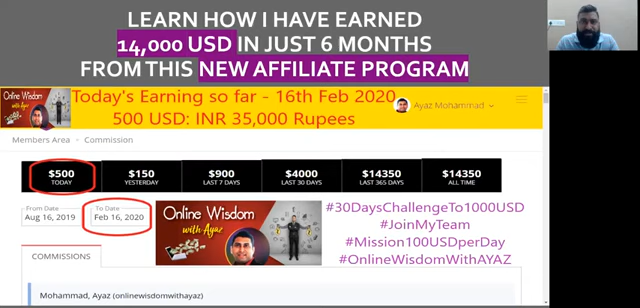 LEARN HOW I HAVE EARNED
14,000 USD IN JUST 6 MONTHS
FROM THIS NEW AFFILIATE PROGRAM
Online Wisdom
with Ayaz
Today's Earning so far - 16th Feb 2020
500 USD: INR 35,000 Rupees
Ayaz Mohammad
Members Area Commission
$500 $150 $900 $4000 $14350 $14350
TODAY YESTERDAY LAST 7 DAYS LAST 30 DAYS LAST 365 DAYS ALL TIME
From Date To Date
Aug 16, 2019 Feb 16, 2020
Online Wisdom
with Ayaz
#30DaysChallengeTo1000USD
#JoinMyTeam
#Mission100USDperDay
#OnlineWisdomWithAYAZ
COMMISSIONS
Mohammad, Ayaz (onlinewisdomwithayaz)